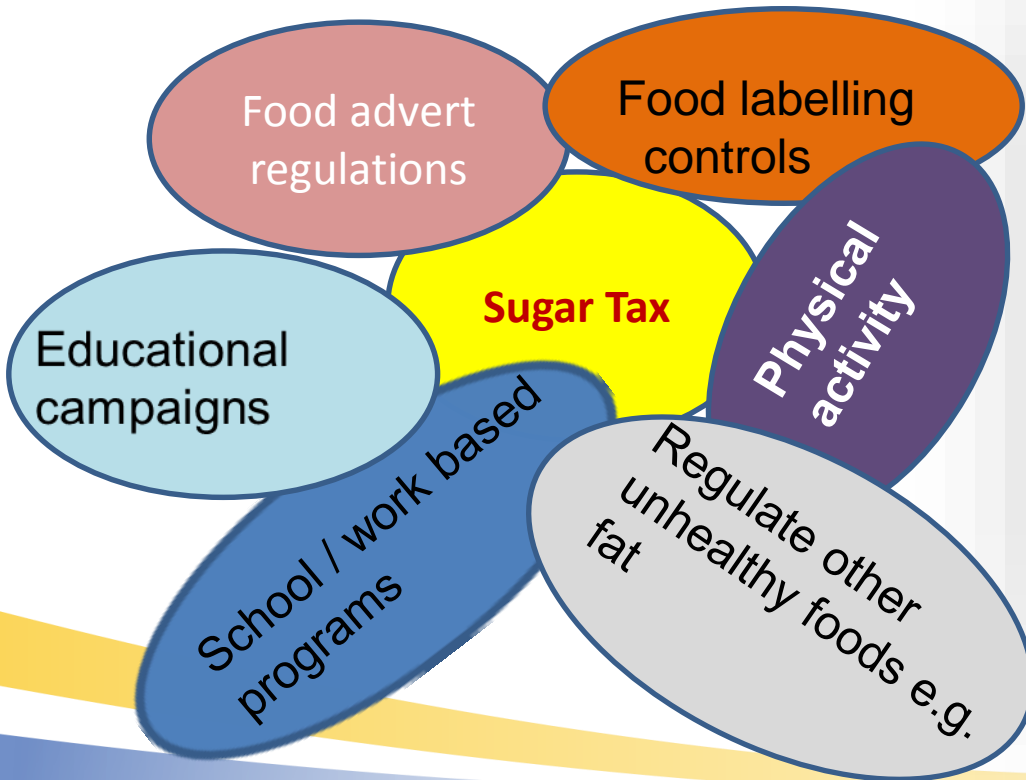 Food advert
regulations
Food labelling
controls
Sugar Tax
Physical
activity
Educational
campaigns
School / work based
programs
Regulate other
unhealthy foods e.g.
fat